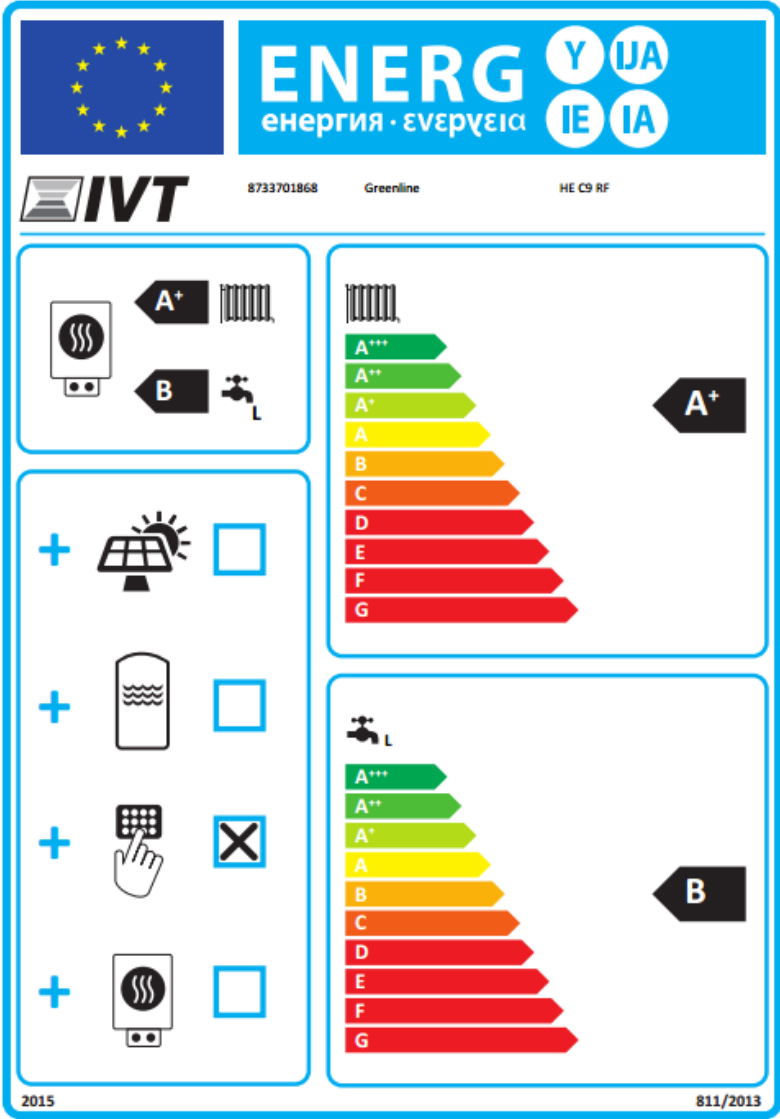 ENERG
Y IJA
IE IA
енергия · ενεργεια
IVT
8733701868 Greenline HE C9 RF
A+
B
L
A+++
A++
A+
A
B
C
D
E
F
G
A+
L
A+++
A++
A+
A
B
C
D
E
F
G
B
2015
811/2013